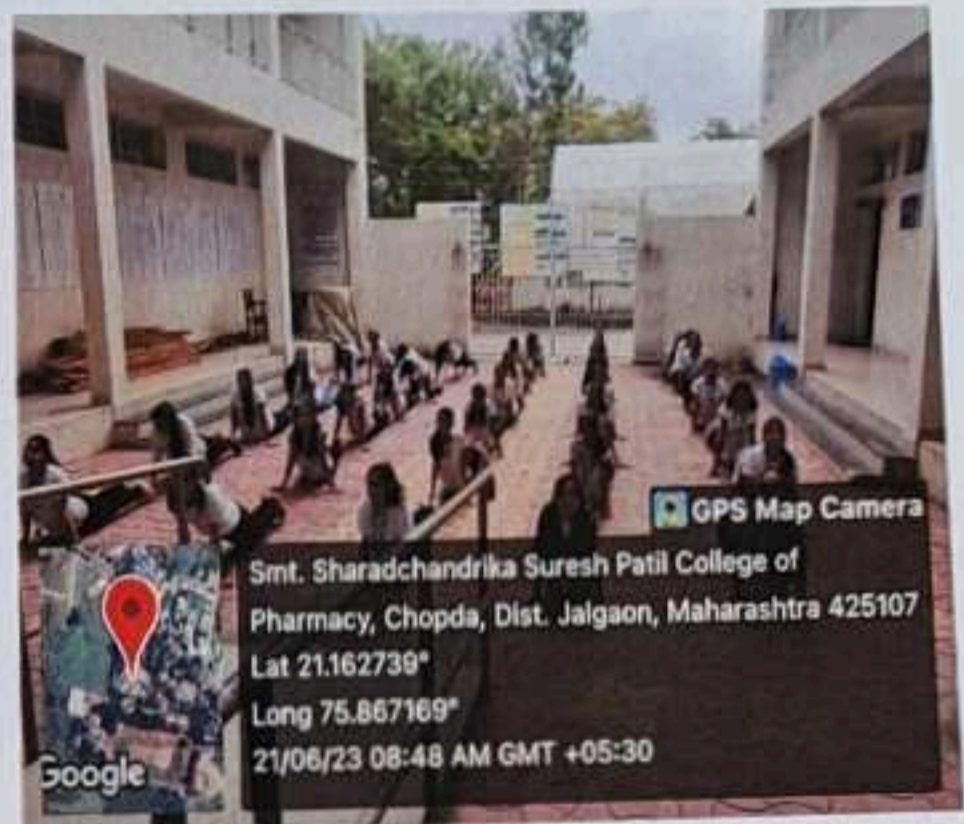 GPS Map Camera
Smt. Sharadchandrika Suresh Patil College of
Pharmacy, Chopda, Dist. Jalgaon, Maharashtra 425107
Lat 21.162739°
Long 75.867169°
21/06/23 08:48 AM GMT +05:30
Google